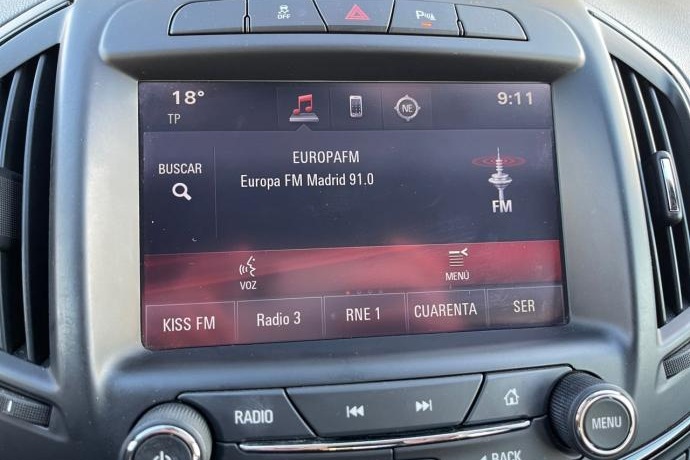 OFF
P
18°
NE
9:11
TP
BUSCAR
EUROPAFM
Europa FM Madrid 91.0
FM
VOZ
MENÚ
KISS FM
Radio 3
RNE 1
CUARENTA
SER
RADIO
MENU
BACK